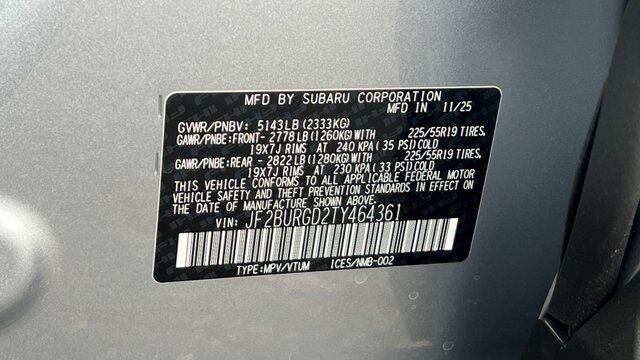 MFD BY SUBARU CORPORATION
MFD IN 11/25
GVWR/PNBV: 5143LB(2333KG)
GAWR/PNBE:FRONT- 2778LB(1260KG)WITH 225/55R19 TIRES,
19X7J RIMS AT 240 KPA(35 PSI)COLD
GAWR/PNBE:REAR - 2822LB(1280KG)WITH 225/55R19 TIRES,
19X7J RIMS AT 230 KPA(33 PSI)COLD
THIS VEHICLE CONFORMS TO ALL APPLICABLE FEDERAL MOTOR
VEHICLE SAFETY AND THEFT PREVENTION STANDARDS IN EFFECT
ON THE DATE OF MANUFACTURE SHOWN ABOVE.
VIN: JF2BURGD2TY464361
TYPE:MPV/VTUM ICES/NMB-002